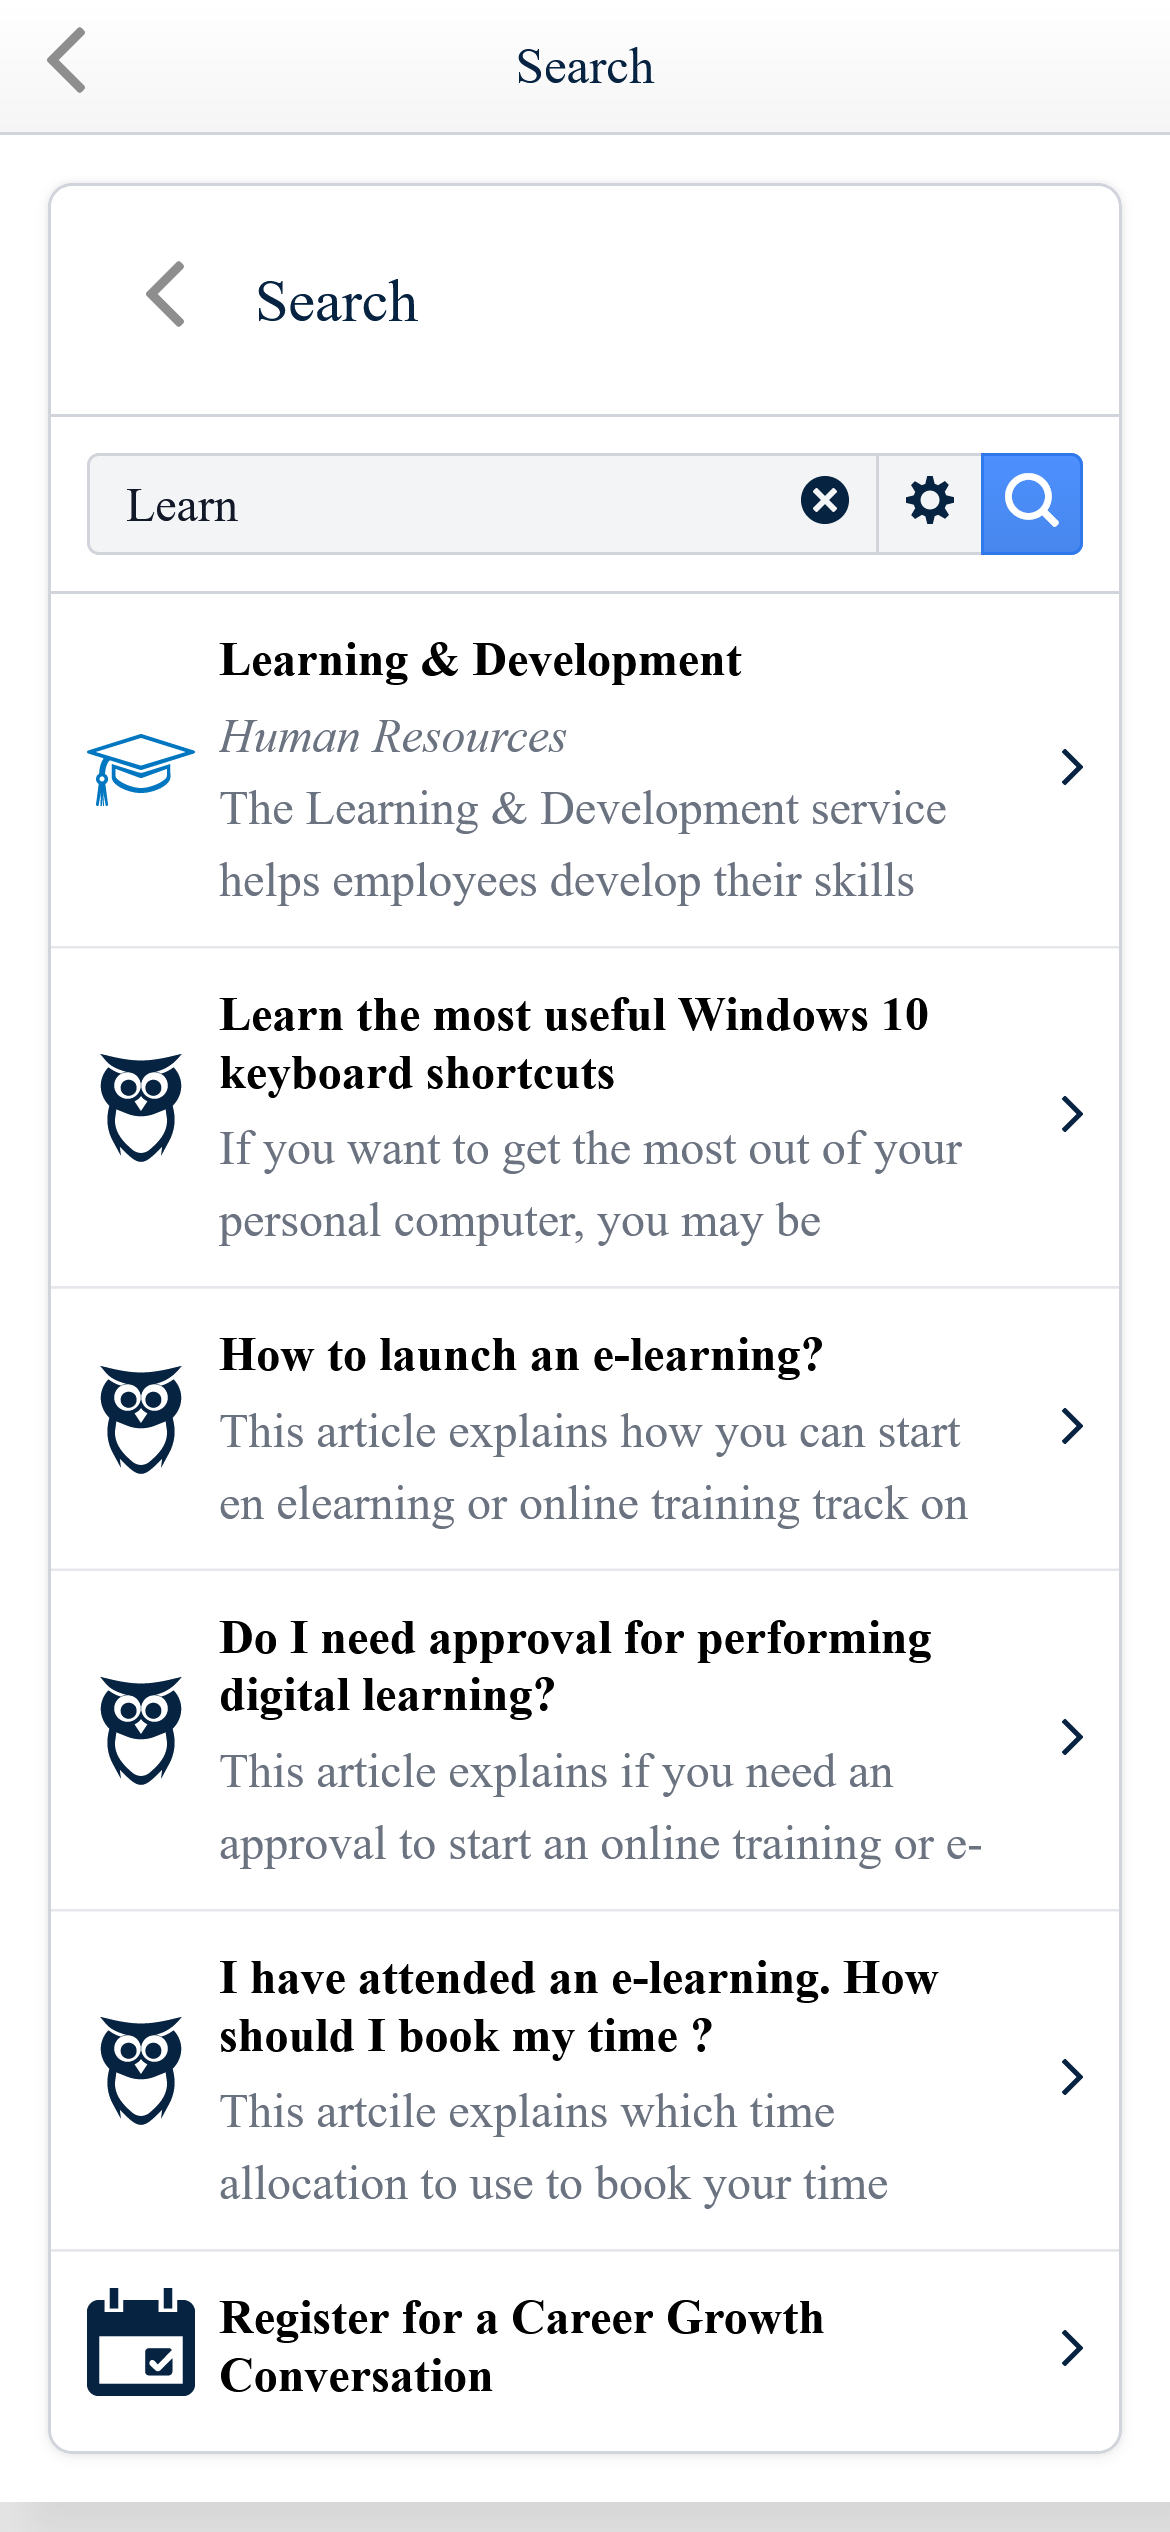 Search
Search
Learn
Learning & Development
Human Resources
The Learning & Development service
helps employees develop their skills
Learn the most useful Windows 10
keyboard shortcuts
If you want to get the most out of your
personal computer, you may be
How to launch an e-learning?
This article explains how you can start
en elearning or online training track on
Do I need approval for performing
digital learning?
This article explains if you need an
approval to start an online training or e-
I have attended an e-learning. How
should I book my time ?
This artcile explains which time
allocation to use to book your time
Register for a Career Growth
Conversation